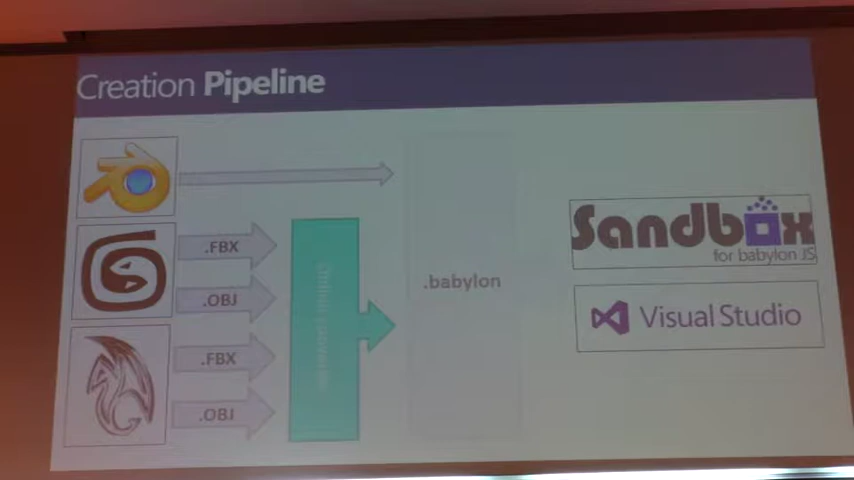 Creation Pipeline
.FBX
.OBJ
.FBX
.OBJ
.babylon
Sandbox
for babylon JS
Visual Studio